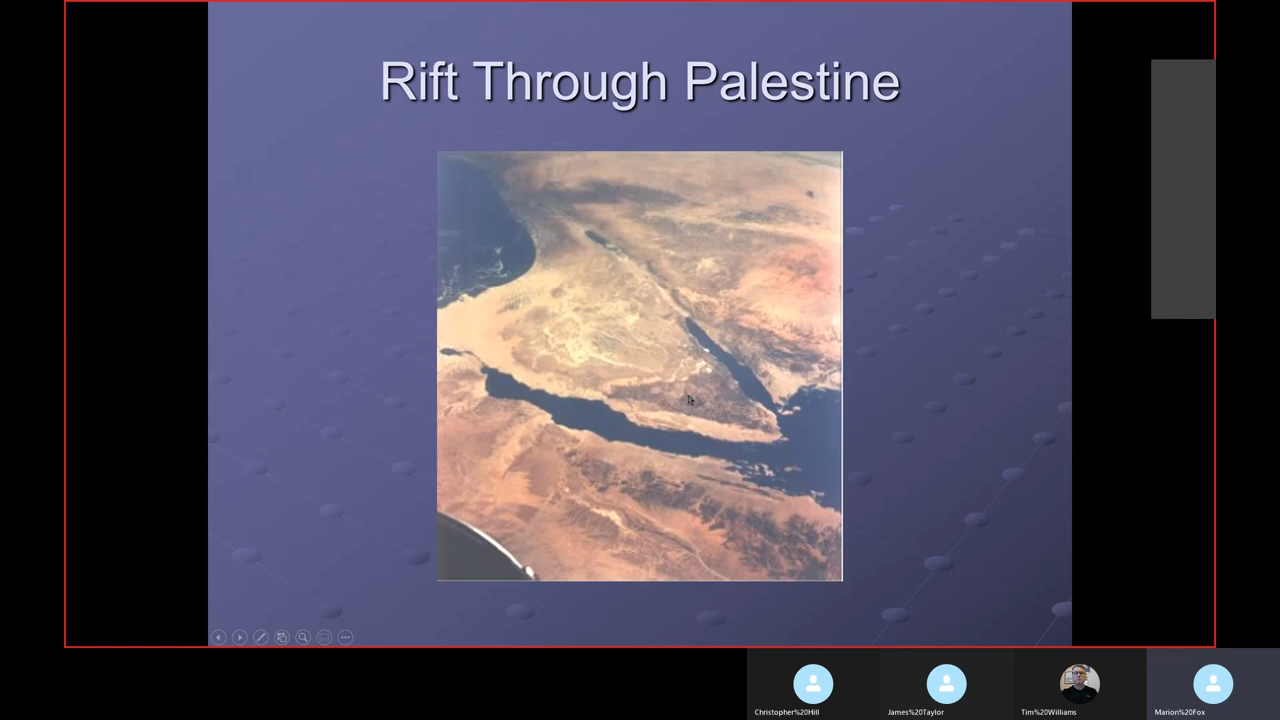 Rift Through Palestine
Christopher%20Hill
James%20Taylor
Tim%20Williams
Marion%20Fox